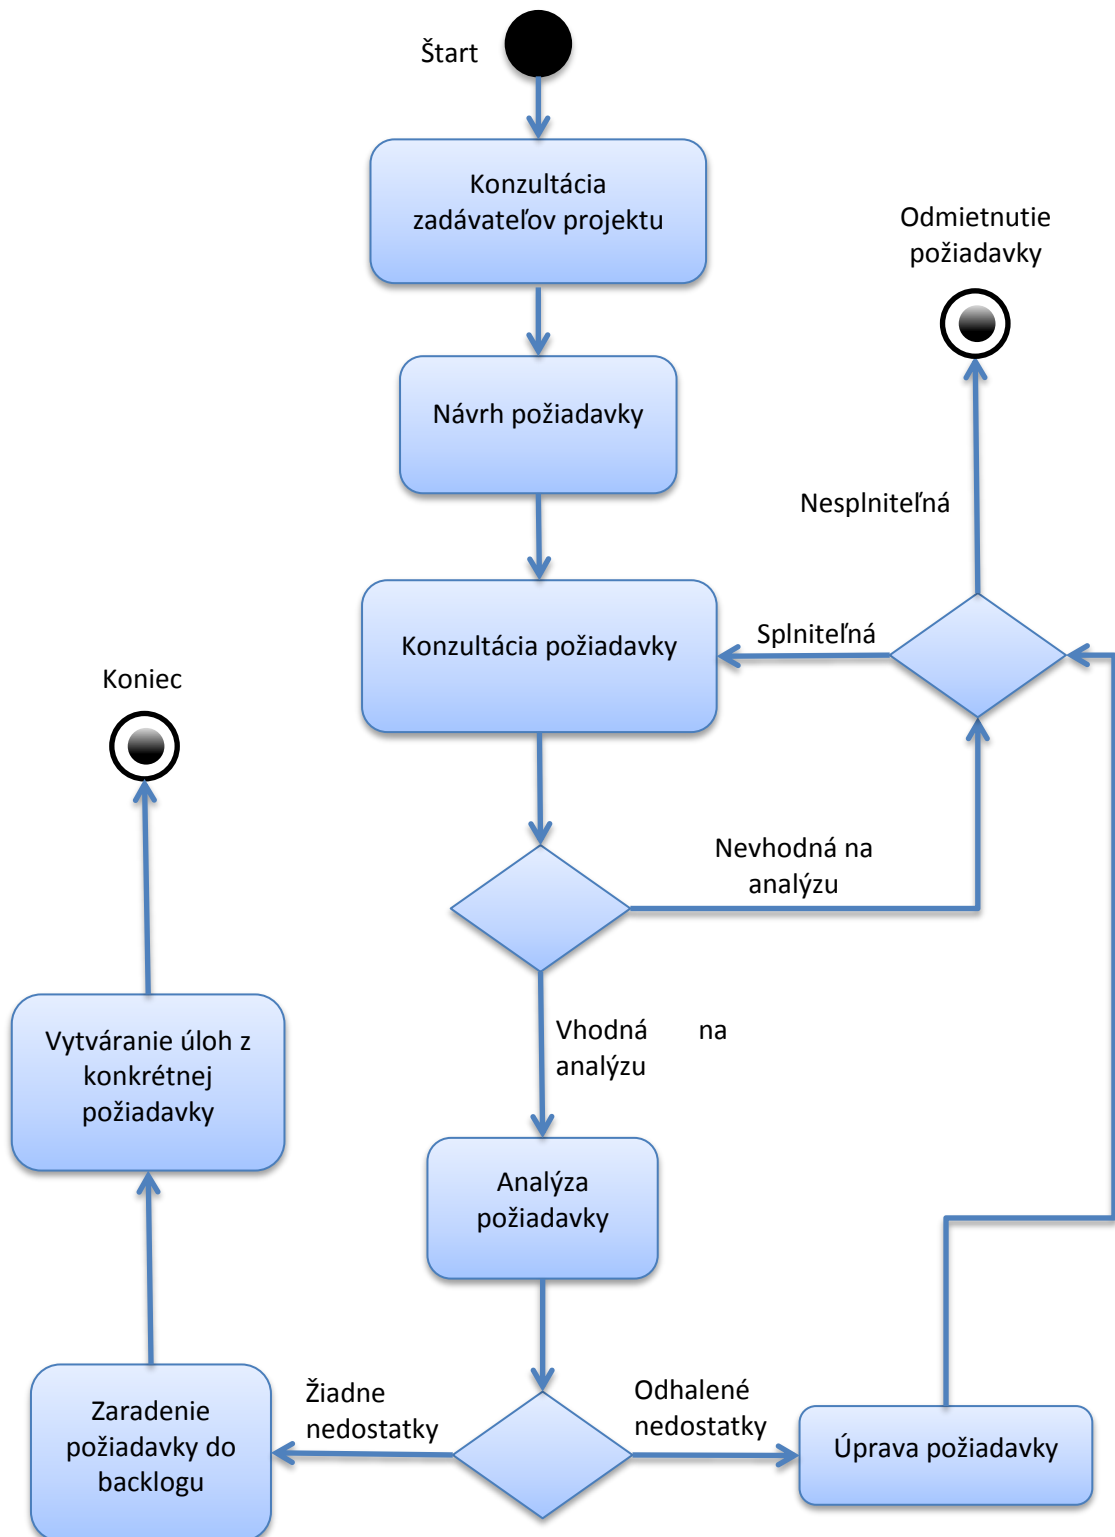 Štart
Konzultácia
zadávateľov projektu
Odmietnutie
požiadavky
Návrh požiadavky
Nesplniteľná
Konzultácia požiadavky
Splniteľná
Koniec
Nevhodná na
analýzu
Vhodná na
analýzu
Vytváranie úloh z
konkrétnej
požiadavky
Analýza
požiadavky
Žiadne
nedostatky
Odhalené
nedostatky
Zaradenie
požiadavky do
backlogu
Úprava požiadavky